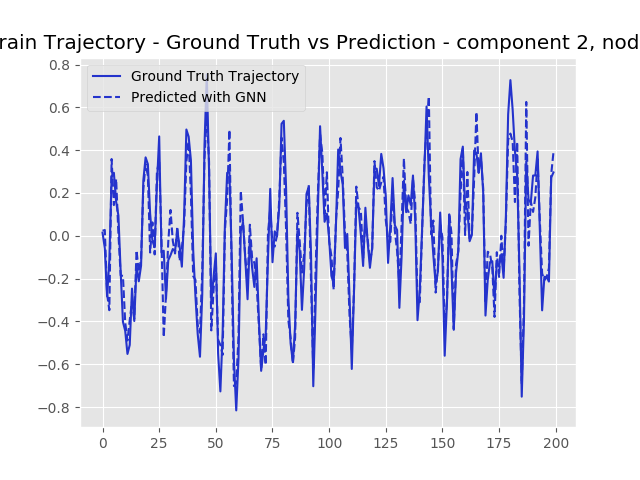 rain Trajectory - Ground Truth vs Prediction - component 2, nod
Ground Truth Trajectory
Predicted with GNN
0.8
0.6
0.4
0.2
0.0
−0.2
−0.4
−0.6
−0.8
0 25 50 75 100 125 150 175 200